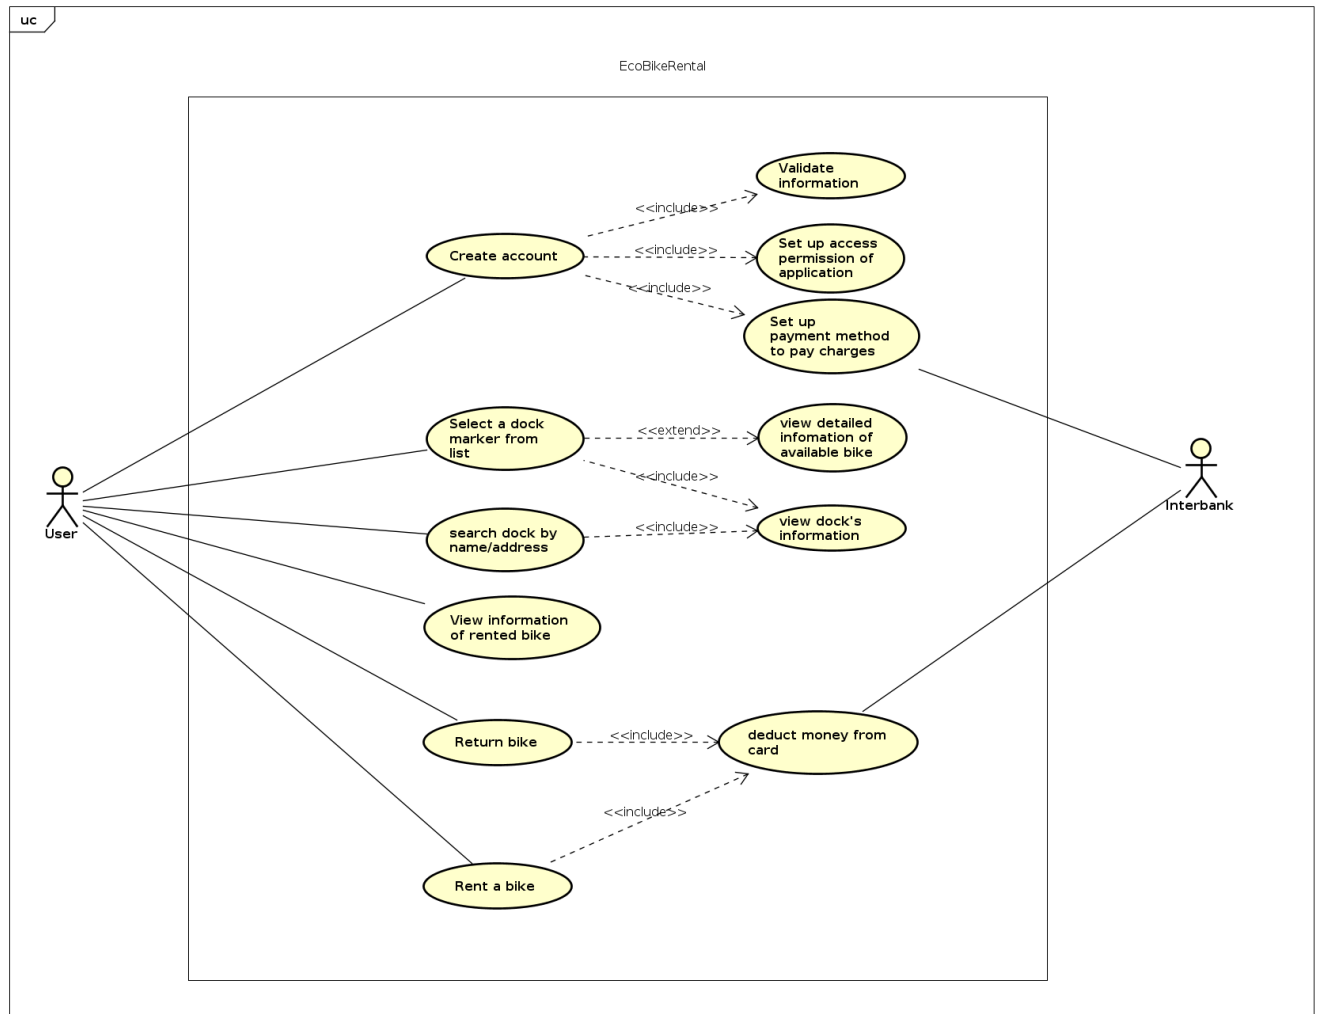 uc
EcoBikeRental
Validate
information
<<include>>
Create account
<<include>>
Set up access
permission of
application
<<include>>
Set up
payment method
to pay charges
Select a dock
marker from
list
<<extend>>
view detailed
infomation of
available bike
<<include>>
search dock by
name/address
<<include>>
view dock's
information
User
Interbank
View information
of rented bike
Return bike
<<include>>
deduct money from
card
<<include>>
Rent a bike